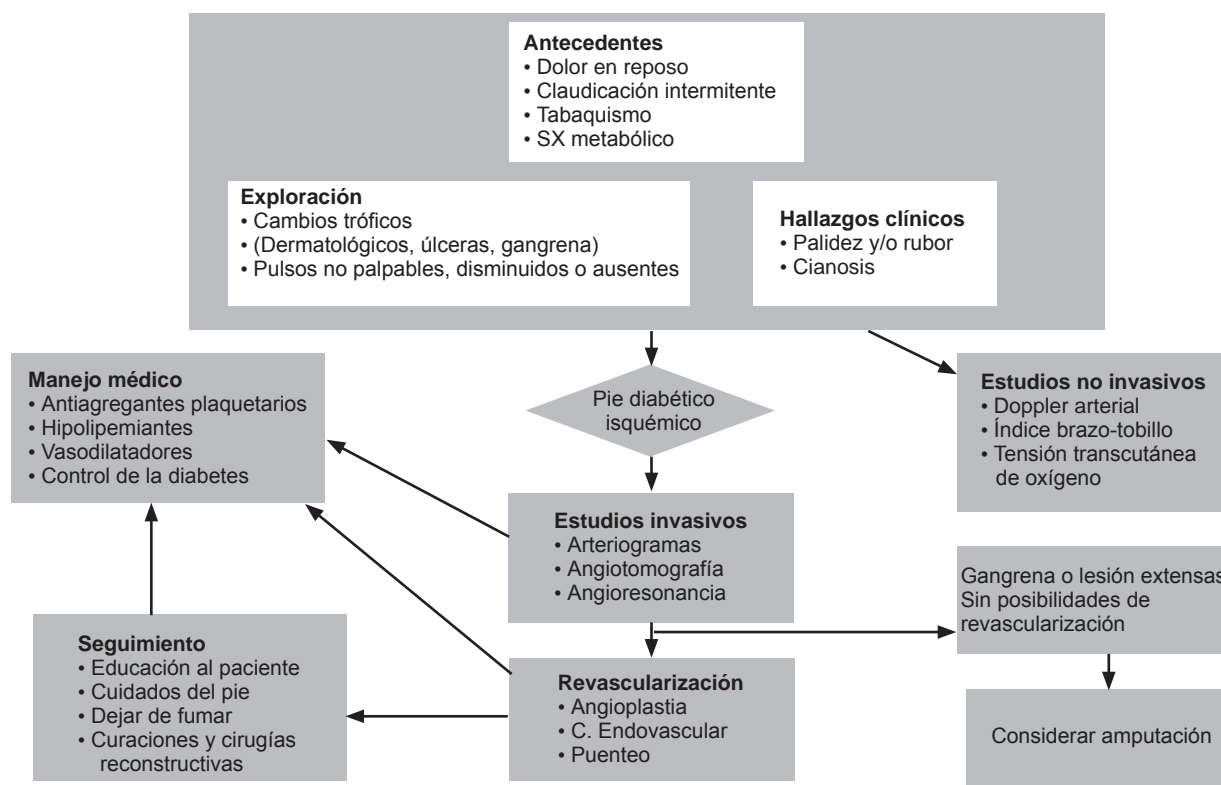 Antecedentes
• Dolor en reposo
• Claudicación intermitente
• Tabaquismo
• SX metabólico
Exploración
• Cambios tróficos
• (Dermatológicos, úlceras, gangrena)
• Pulsos no palpables, disminuidos o ausentes
Hallazgos clínicos
• Palidez y/o rubor
• Cianosis
Manejo médico
• Antiagregantes plaquetarios
• Hipolipemiantes
• Vasodilatadores
• Control de la diabetes
Pie diabético
isquémico
Estudios no invasivos
• Doppler arterial
• Índice brazo-tobillo
• Tensión transcutánea
de oxígeno
Estudios invasivos
• Arteriogramas
• Angiotomografía
• Angioresonancia
Gangrena o lesión extensas
Sin posibilidades de
revascularización
Seguimiento
• Educación al paciente
• Cuidados del pie
• Dejar de fumar
• Curaciones y cirugías
reconstructivas
Revascularización
• Angioplastia
• C. Endovascular
• Puenteo
Considerar amputación